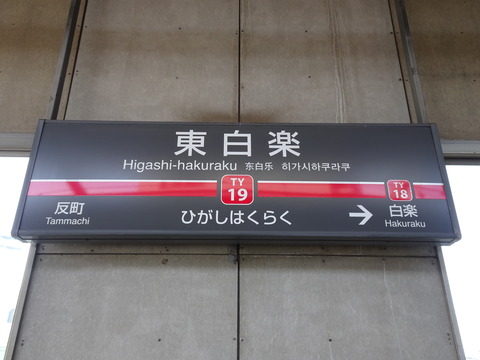 東白楽
Higashi-hakuraku 东白乐 히가시하쿠라쿠
TY
19
TY
18
反町
Tammachi
ひがしはくらく
→
白楽
Hakuraku